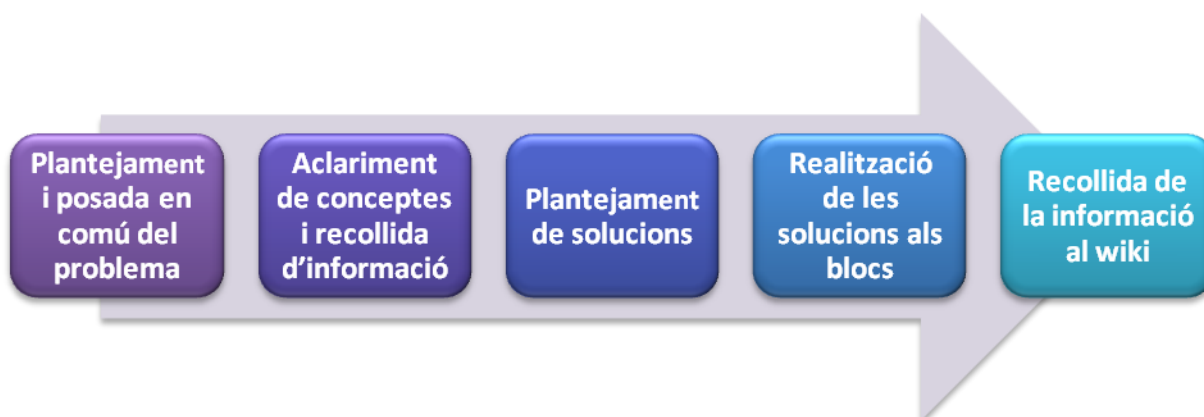 Plantejament
i posada en
comú del
problema
Aclariment
de conceptes
i recollida
d’informació
Plantejament
de solucions
Realització
de les
solucions als
blocs
Recollida de
la informació
al wiki